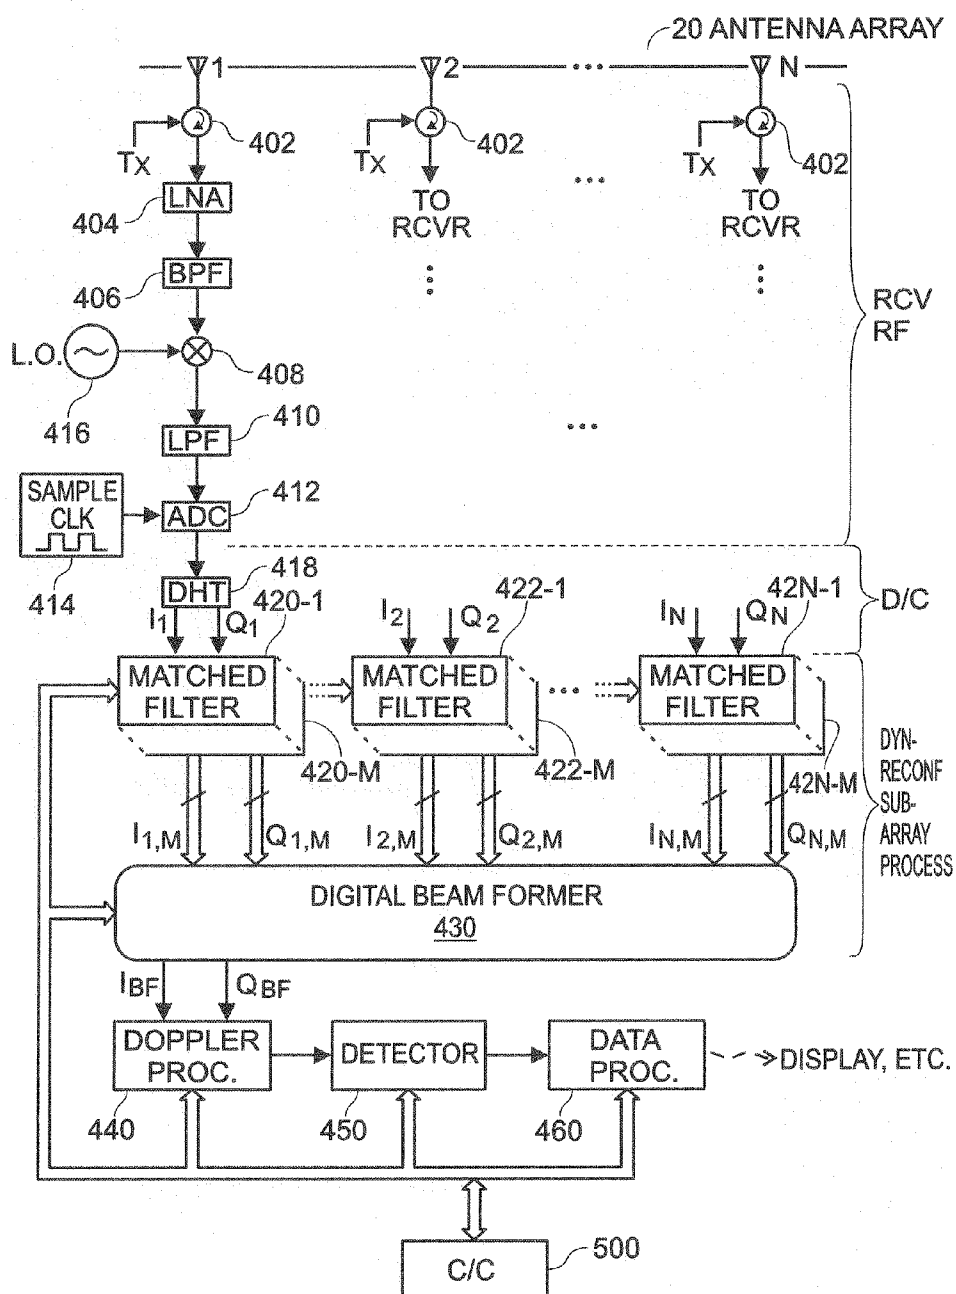 20 ANTENNA ARRAY
1
2
...
N
TX
402
TX
402
TX
402
LNA
404
TO
RCVR
...
TO
RCVR
BPF
406
RCV
RF
L.O.
416
408
LPF
410
...
SAMPLE
CLK
414
ADC
412
DHT
418
D/C
I1
Q1
420-1
I2
Q2
422-1
IN
QN
42N-1
MATCHED
FILTER
MATCHED
FILTER
...
MATCHED
FILTER
420-M
422-M
42N-M
DYN-
RECONF
SUB-
ARRAY
PROCESS
I1,M
Q1,M
I2,M
Q2,M
IN,M
QN,M
DIGITAL BEAM FORMER
430
IBF
QBF
DOPPLER
PROC.
DETECTOR
DATA
PROC.
DISPLAY, ETC.
440
450
460
C/C
500